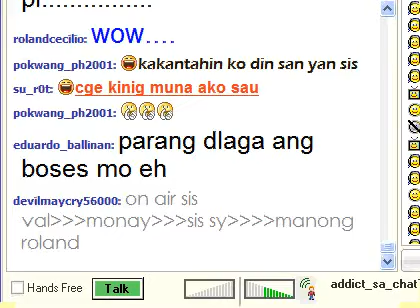 rolandcecilio: WOW....
pokwang_ph2001: kakantahin ko din san yan sis
su_r0t: cge kinig muna ako sau
pokwang_ph2001:
eduardo_ballinan: parang dlaga ang
boses mo eh
devilmaycry56000: on air sis
val>>>monay>>>sis sy>>>>manong
roland
Hands Free Talk addict_sa_chat